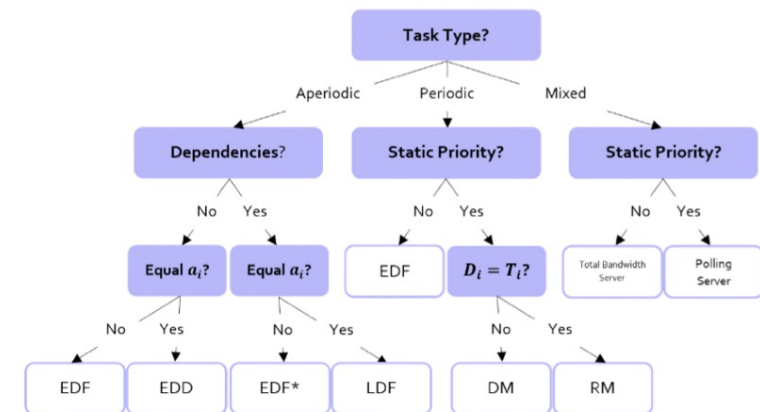 Task Type?
Aperiodic Periodic Mixed
Dependencies? Static Priority? Static Priority?
No Yes No Yes No Yes
Equal aᵢ? Equal aᵢ? EDF Dᵢ = Tᵢ? Total Bandwidth Server Polling Server
No Yes No Yes No Yes
EDF EDD EDF* LDF DM RM